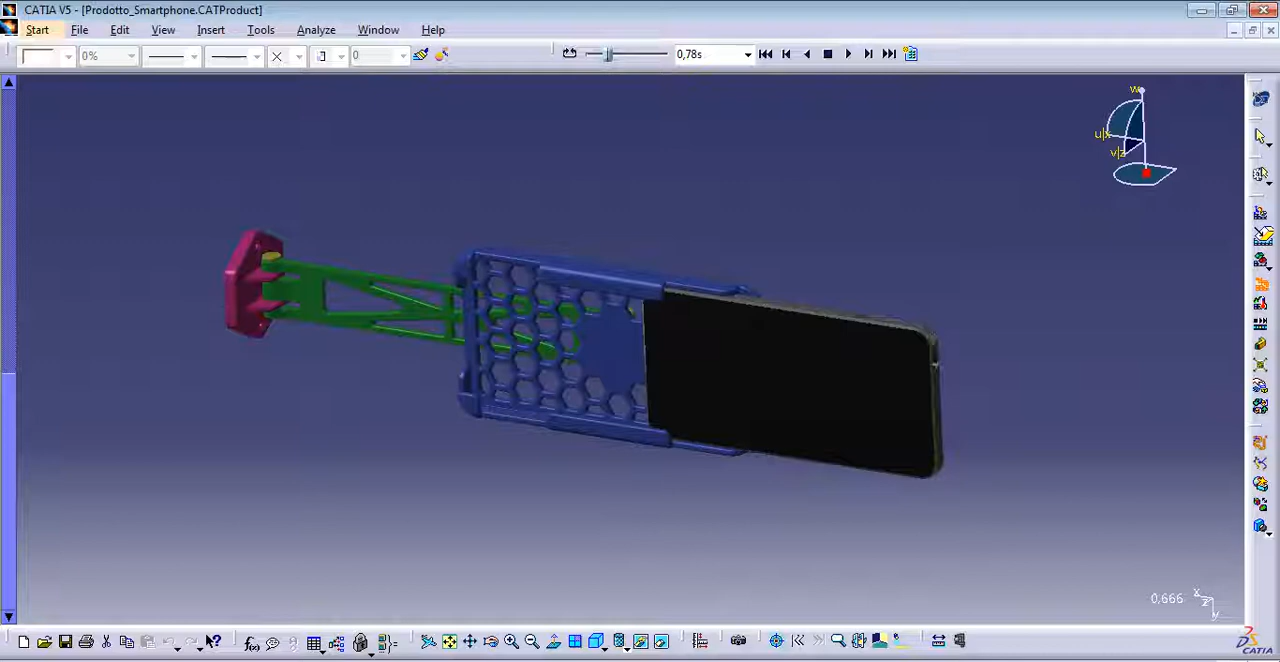 CATIA V5 - [Prodotto_Smartphone.CATProduct]
Start File Edit View Insert Tools Analyze Window Help
0% 0 0,78s
w
u|x
v|z
0,666 x
z
y
f(x)
CATIA